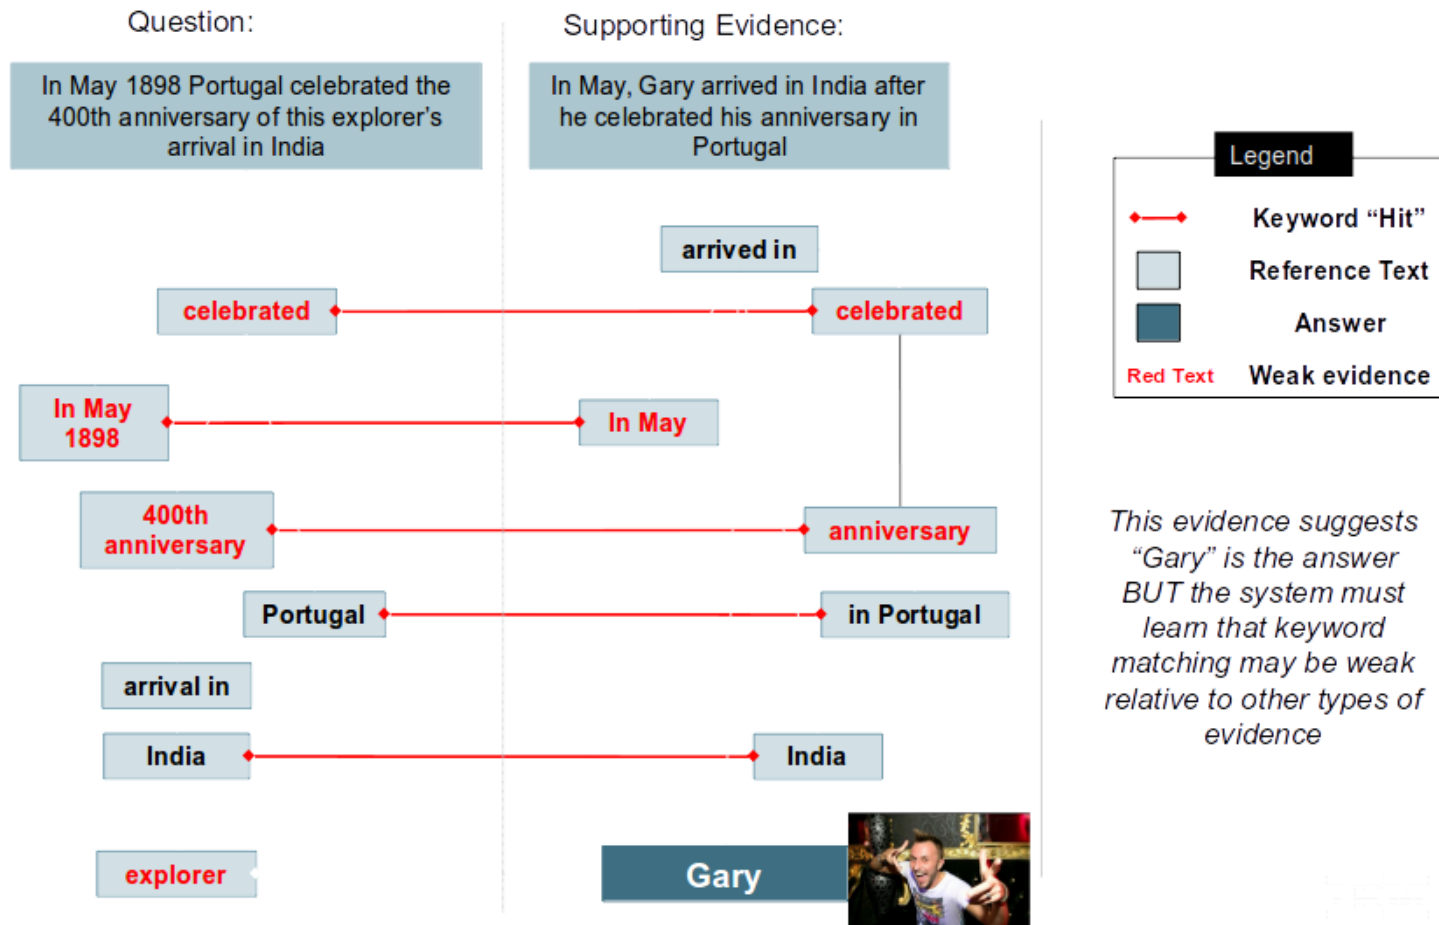 Question:
Supporting Evidence:
In May 1898 Portugal celebrated the
400th anniversary of this explorer's
arrival in India
In May, Gary arrived in India after
he celebrated his anniversary in
Portugal
Legend
Keyword “Hit”
Reference Text
Answer
Red Text Weak evidence
arrived in
celebrated
celebrated
In May
1898
In May
400th
anniversary
anniversary
Portugal
in Portugal
arrival in
India
India
explorer
Gary
This evidence suggests
“Gary” is the answer
BUT the system must
learn that keyword
matching may be weak
relative to other types of
evidence